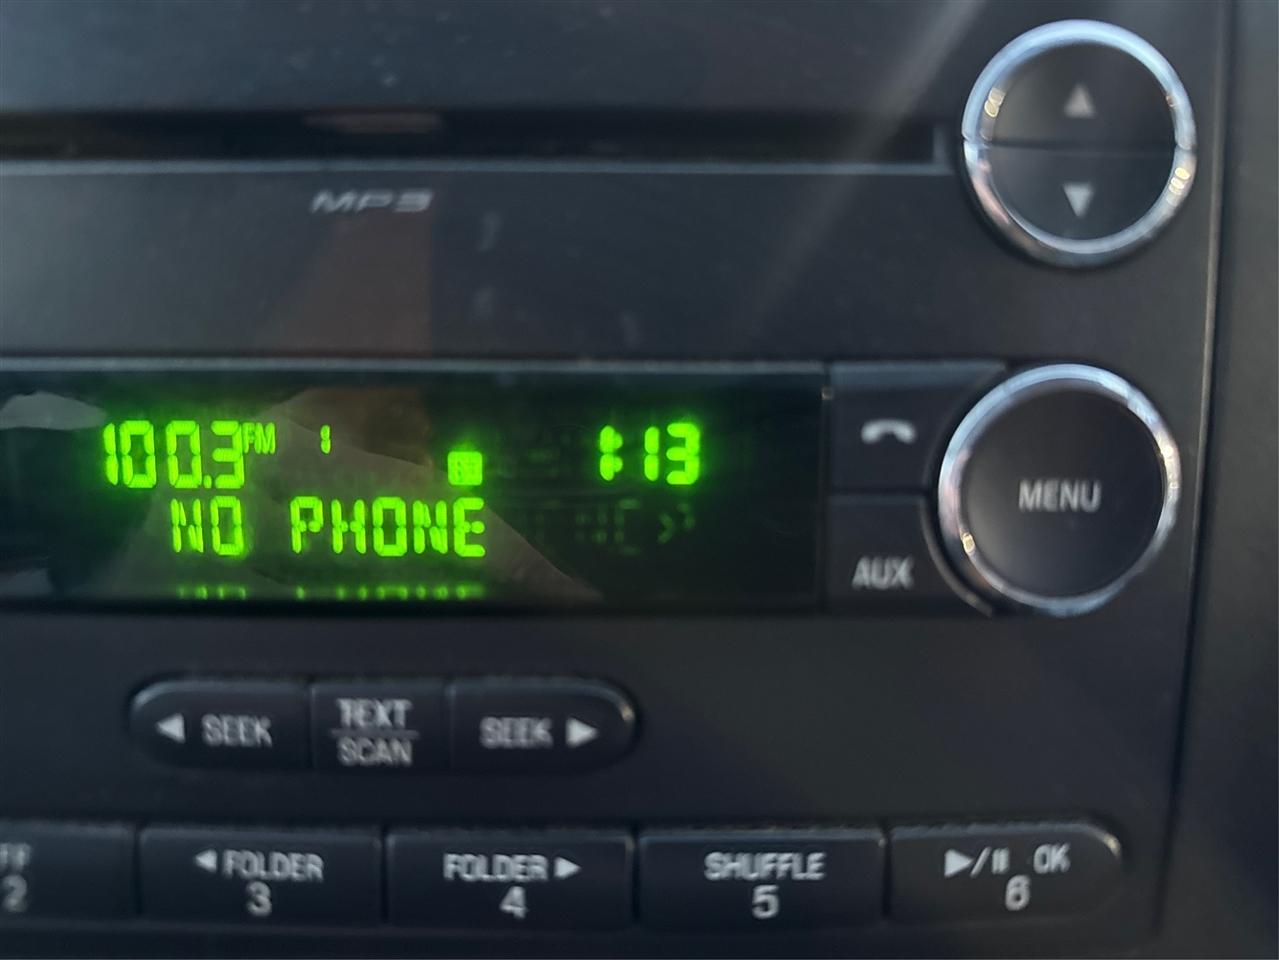 MP3
100.3 FM 1 1:13
NO PHONE
MENU
AUX
SEEK TEXT SEEK
SCAN
FOLDER FOLDER SHUFFLE OK
2 3 4 5 6